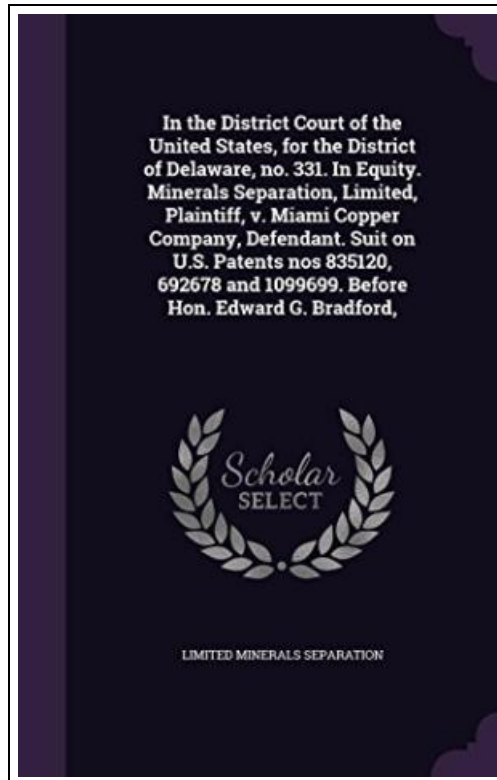 In the District Court of the
United States, for the District
of Delaware, no. 331. In Equity.
Minerals Separation, Limited,
Plaintiff, v. Miami Copper
Company, Defendant. Suit on
U.S. Patents nos 835120,
692678 and 1099699. Before
Hon. Edward G. Bradford,
Scholar
SELECT
LIMITED MINERALS SEPARATION